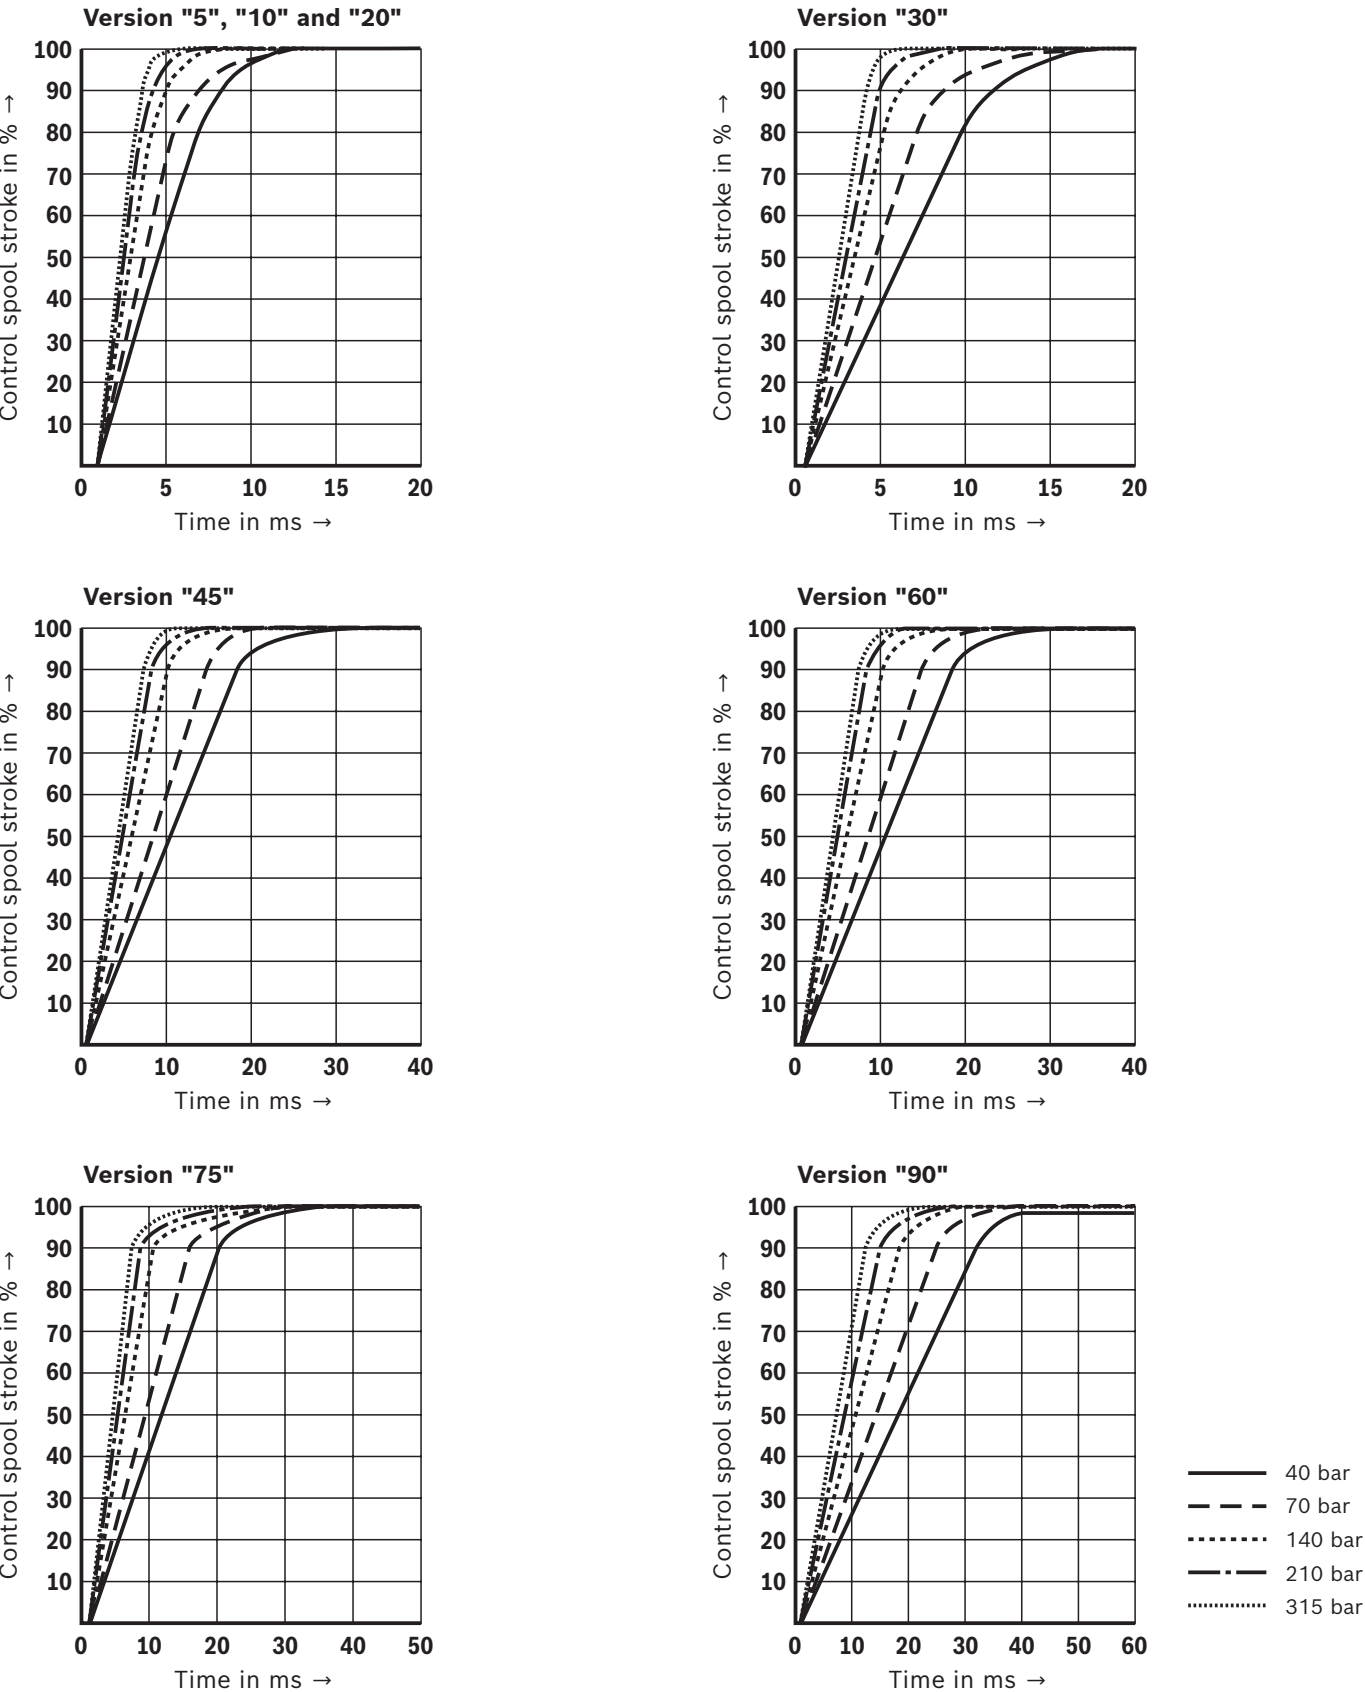 Version "5", "10" and "20"
Control spool stroke in % →
100
90
80
70
60
50
40
30
20
10
0 5 10 15 20
Time in ms →
Version "30"
Control spool stroke in % →
100
90
80
70
60
50
40
30
20
10
0 5 10 15 20
Time in ms →
Version "45"
Control spool stroke in % →
100
90
80
70
60
50
40
30
20
10
0 10 20 30 40
Time in ms →
Version "60"
Control spool stroke in % →
100
90
80
70
60
50
40
30
20
10
0 10 20 30 40
Time in ms →
Version "75"
Control spool stroke in % →
100
90
80
70
60
50
40
30
20
10
0 10 20 30 40 50
Time in ms →
Version "90"
Control spool stroke in % →
100
90
80
70
60
50
40
30
20
10
0 10 20 30 40 50 60
Time in ms →
40 bar
70 bar
140 bar
210 bar
315 bar